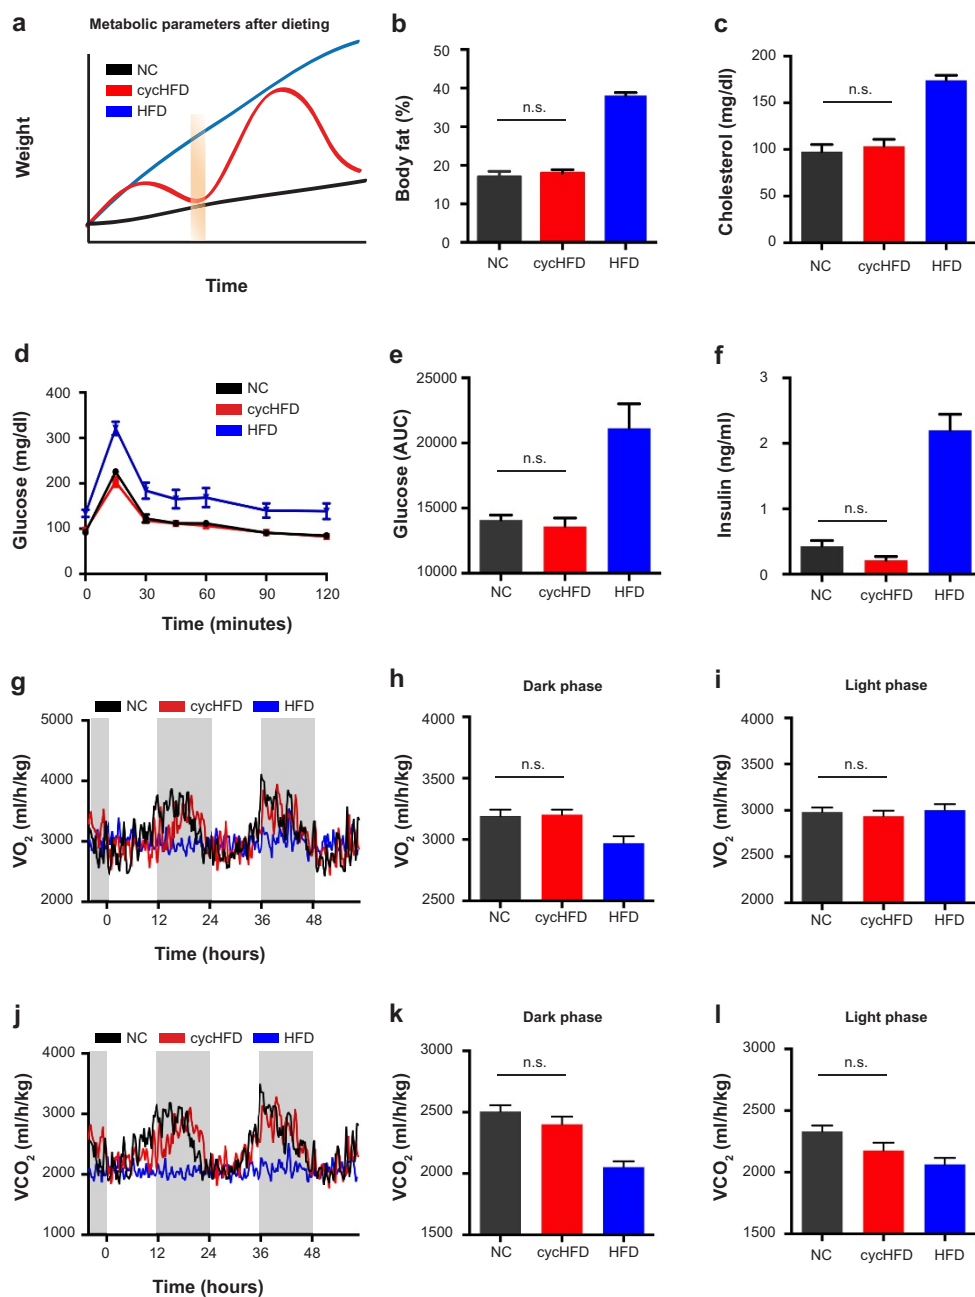 a
Metabolic parameters after dieting
NC
cycHFD
HFD
Weight
Time
b
Body fat (%)
50
40
30
20
10
0
n.s.
NC cycHFD HFD
c
Cholesterol (mg/dl)
200
150
100
50
0
n.s.
NC cycHFD HFD
d
Glucose (mg/dl)
400
300
200
100
0
NC
cycHFD
HFD
0 30 60 90 120
Time (minutes)
e
Glucose (AUC)
25000
20000
15000
10000
n.s.
NC cycHFD HFD
f
Insulin (ng/ml)
3
2
1
0
n.s.
NC cycHFD HFD
g
NC cycHFD HFD
VO2 (ml/h/kg)
5000
4000
3000
2000
0 12 24 36 48
Time (hours)
h
Dark phase
VO2 (ml/h/kg)
4000
3500
3000
2500
n.s.
NC cycHFD HFD
i
Light phase
VO2 (ml/h/kg)
4000
3500
3000
2500
2000
n.s.
NC cycHFD HFD
j
NC cycHFD HFD
VCO2 (ml/h/kg)
4000
3000
2000
1000
0 12 24 36 48
Time (hours)
k
Dark phase
VCO2 (ml/h/kg)
3000
2500
2000
1500
n.s.
NC cycHFD HFD
l
Light phase
VCO2 (ml/h/kg)
3000
2500
2000
1500
n.s.
NC cycHFD HFD